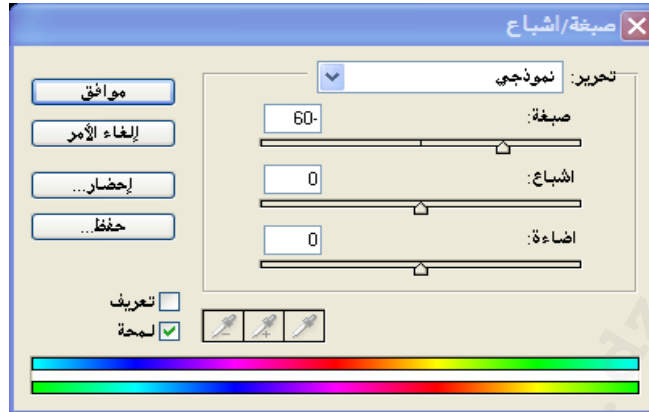 صبغة/اشباع
تحرير: نموذجي
صبغة: -60
اشباع: 0
اضاءة: 0
موافق
إلغاء الأمر
إحضار...
حفظ...
تعريف
لمحة